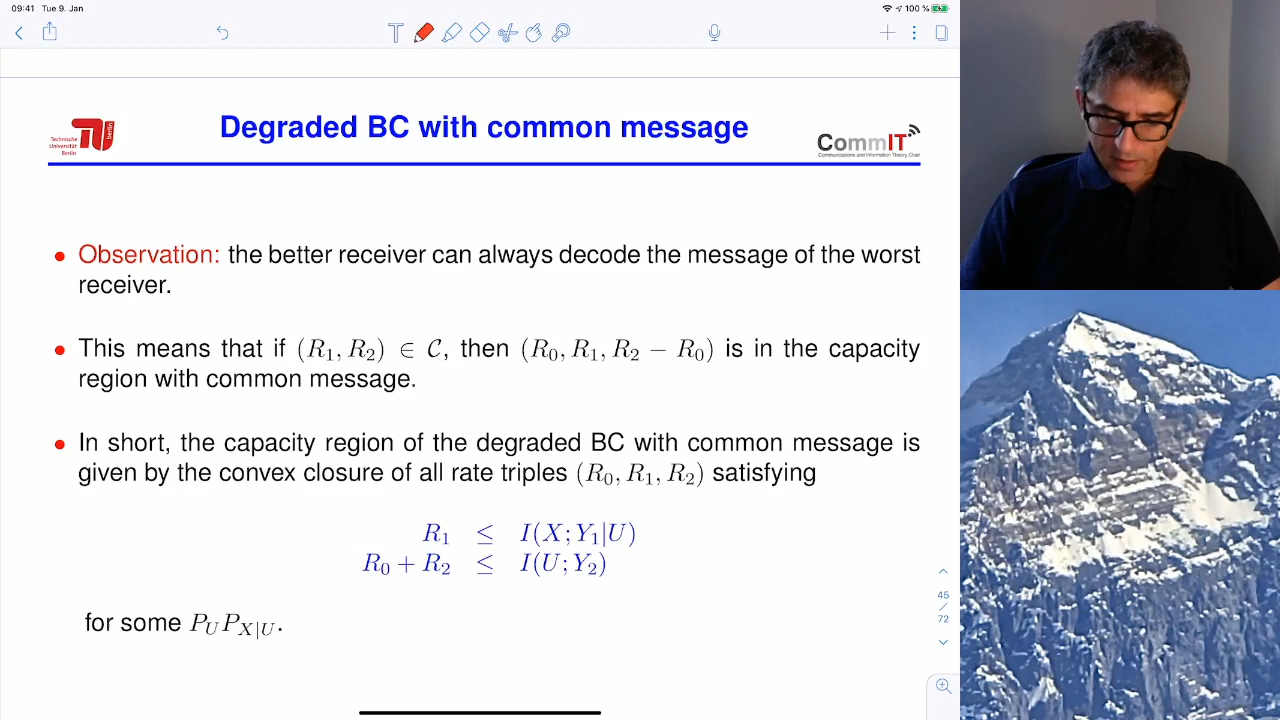 09:41 Tue 9. Jan
100 %
Technische
Universität
Berlin
berlin
Degraded BC with common message
CommIT
Communications and Information Theory Chair
• Observation: the better receiver can always decode the message of the worst
receiver.
• This means that if (R₁, R₂) ∈ 𝒞, then (R₀, R₁, R₂ − R₀) is in the capacity
region with common message.
• In short, the capacity region of the degraded BC with common message is
given by the convex closure of all rate triples (R₀, R₁, R₂) satisfying
R₁ ≤ I(X; Y₁|U)
R₀ + R₂ ≤ I(U; Y₂)
for some P_U P_{X|U}.
45
/
72